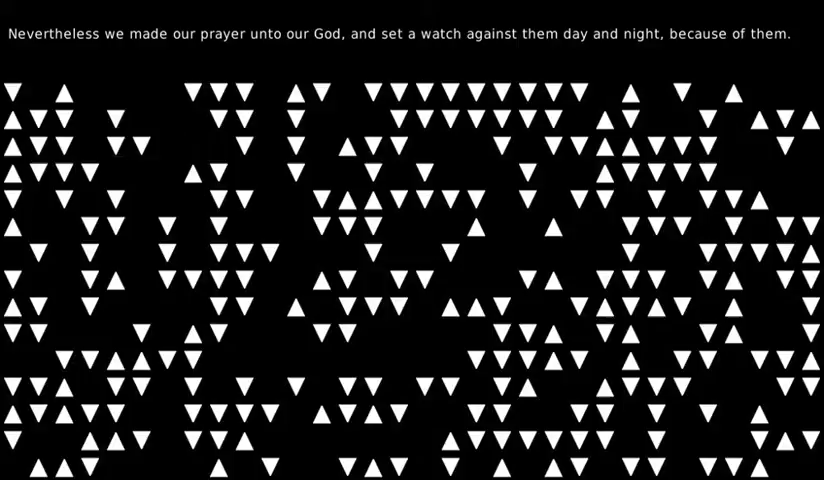 Nevertheless we made our prayer unto our God, and set a watch against them day and night, because of them.